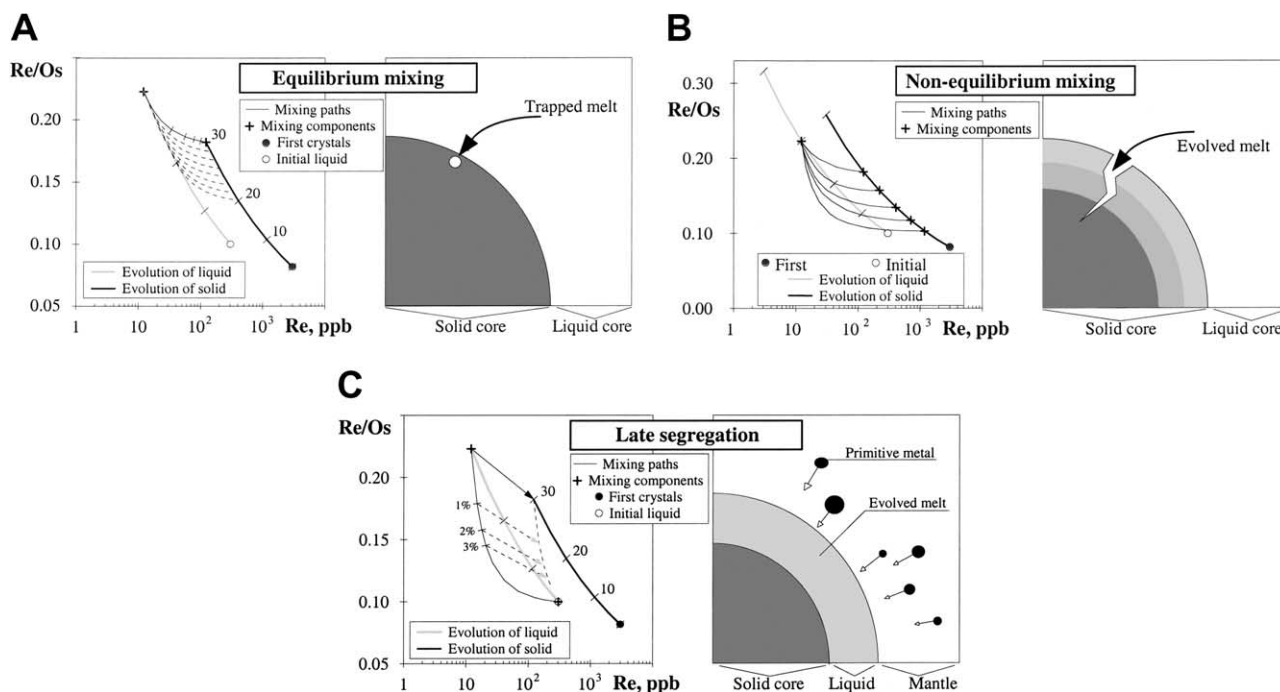 A
Re/Os
Equilibrium mixing
Mixing paths
Mixing components
First crystals
Initial liquid
Trapped melt
0.20
0.15
0.10
0.05
30
20
10
Evolution of liquid
Evolution of solid
1
10
10²
10³
Re, ppb
Solid core
Liquid core
B
0.30
Re/Os
Non-equilibrium mixing
Mixing paths
Mixing components
Evolved melt
0.20
0.10
0.00
First
Initial
Evolution of liquid
Evolution of solid
1
10
10²
10³
Re, ppb
Solid core
Liquid core
C
Re/Os
Late segregation
Mixing paths
Mixing components
First crystals
Initial liquid
Primitive metal
Evolved melt
0.20
0.15
0.10
0.05
1%
2%
3%
30
20
10
Evolution of liquid
Evolution of solid
1
10
10²
10³
Re, ppb
Solid core
Liquid
Mantle